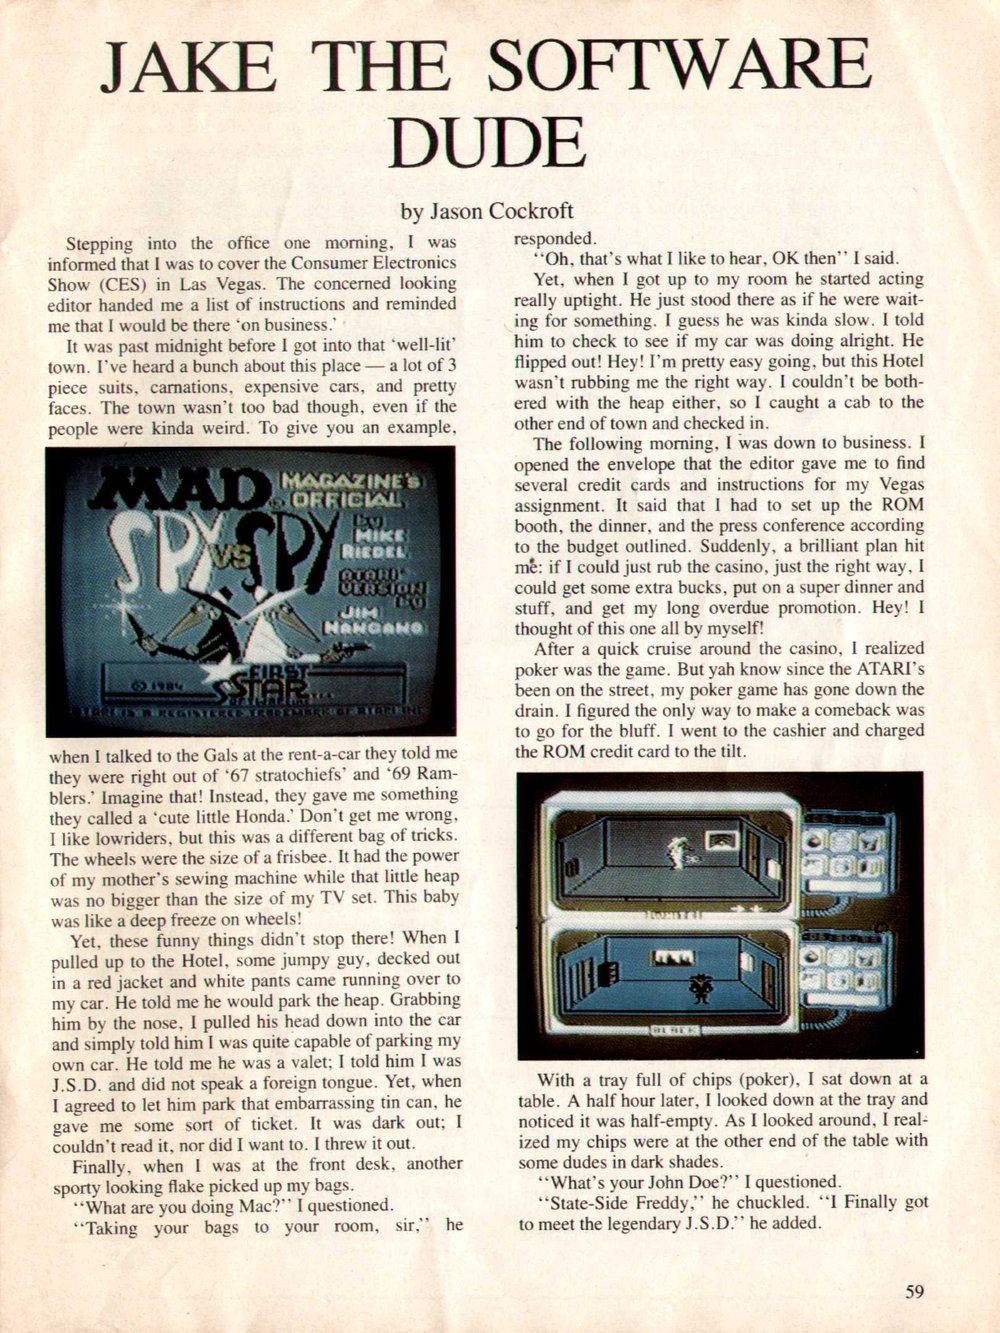 JAKE THE SOFTWARE
DUDE
by Jason Cockroft
Stepping into the office one morning, I was
informed that I was to cover the Consumer Electronics
Show (CES) in Las Vegas. The concerned looking
editor handed me a list of instructions and reminded
me that I would be there ‘on business.’
It was past midnight before I got into that ‘well-lit’
town. I’ve heard a bunch about this place — a lot of 3
piece suits, carnations, expensive cars, and pretty
faces. The town wasn’t too bad though, even if the
people were kinda weird. To give you an example,
MAD MAGAZINE'S
OFFICIAL
SPY VS SPY
by
MIKE
RIEDEL
ATARI
VERSION
BY
JIM
NANGANO
© 1984
FIRST
STAR
SOFTWARE INC
ATARI IS A REGISTERED TRADEMARK OF ATARI INC
when I talked to the Gals at the rent-a-car they told me
they were right out of ‘67 stratochiefs’ and ‘69 Ram-
blers.’ Imagine that! Instead, they gave me something
they called a ‘cute little Honda.’ Don’t get me wrong,
I like lowriders, but this was a different bag of tricks.
The wheels were the size of a frisbee. It had the power
of my mother’s sewing machine while that little heap
was no bigger than the size of my TV set. This baby
was like a deep freeze on wheels!
Yet, these funny things didn’t stop there! When I
pulled up to the Hotel, some jumpy guy, decked out
in a red jacket and white pants came running over to
my car. He told me he would park the heap. Grabbing
him by the nose, I pulled his head down into the car
and simply told him I was quite capable of parking my
own car. He told me he was a valet; I told him I was
J.S.D. and did not speak a foreign tongue. Yet, when
I agreed to let him park that embarrassing tin can, he
gave me some sort of ticket. It was dark out; I
couldn’t read it, nor did I want to. I threw it out.
Finally, when I was at the front desk, another
sporty looking flake picked up my bags.
“What are you doing Mac?” I questioned.
“Taking your bags to your room, sir,” he
responded.
“Oh, that’s what I like to hear, OK then” I said.
Yet, when I got up to my room he started acting
really uptight. He just stood there as if he were wait-
ing for something. I guess he was kinda slow. I told
him to check to see if my car was doing alright. He
flipped out! Hey! I’m pretty easy going, but this Hotel
wasn’t rubbing me the right way. I couldn’t be both-
ered with the heap either, so I caught a cab to the
other end of town and checked in.
The following morning, I was down to business. I
opened the envelope that the editor gave me to find
several credit cards and instructions for my Vegas
assignment. It said that I had to set up the ROM
booth, the dinner, and the press conference according
to the budget outlined. Suddenly, a brilliant plan hit
me: if I could just rub the casino, just the right way, I
could get some extra bucks, put on a super dinner and
stuff, and get my long overdue promotion. Hey! I
thought of this one all by myself!
After a quick cruise around the casino, I realized
poker was the game. But yah know since the ATARI’s
been on the street, my poker game has gone down the
drain. I figured the only way to make a comeback was
to go for the bluff. I went to the cashier and charged
the ROM credit card to the tilt.
BLACK
With a tray full of chips (poker), I sat down at a
table. A half hour later, I looked down at the tray and
noticed it was half-empty. As I looked around, I real-
ized my chips were at the other end of the table with
some dudes in dark shades.
“What’s your John Doe?” I questioned.
“State-Side Freddy,” he chuckled. “I Finally got
to meet the legendary J.S.D.” he added.
59